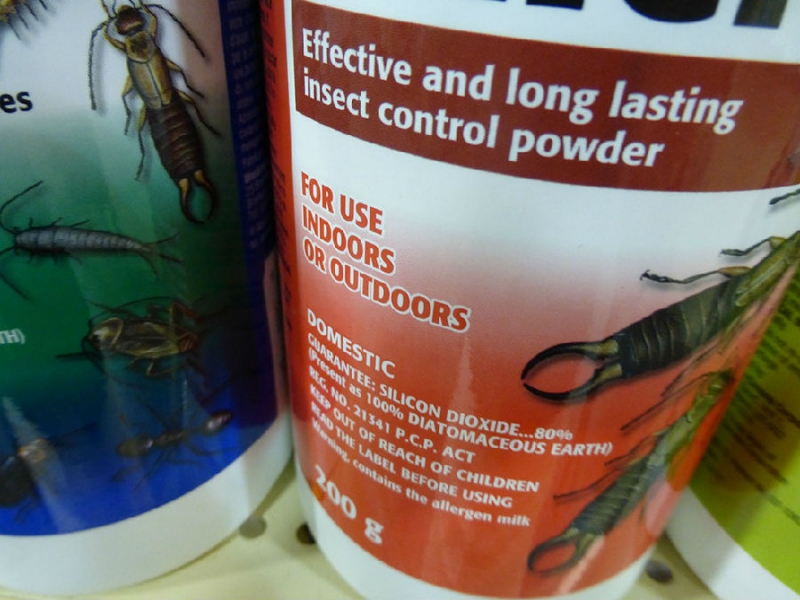 es
TH)
Effective and long lasting
insect control powder
FOR USE
INDOORS
OR OUTDOORS
DOMESTIC
GUARANTEE: SILICON DIOXIDE...80%
(Present as 100% DIATOMACEOUS EARTH)
REG. NO. 21341 P.C.P. ACT
KEEP OUT OF REACH OF CHILDREN
READ THE LABEL BEFORE USING
Warning, contains the allergen milk
200 g